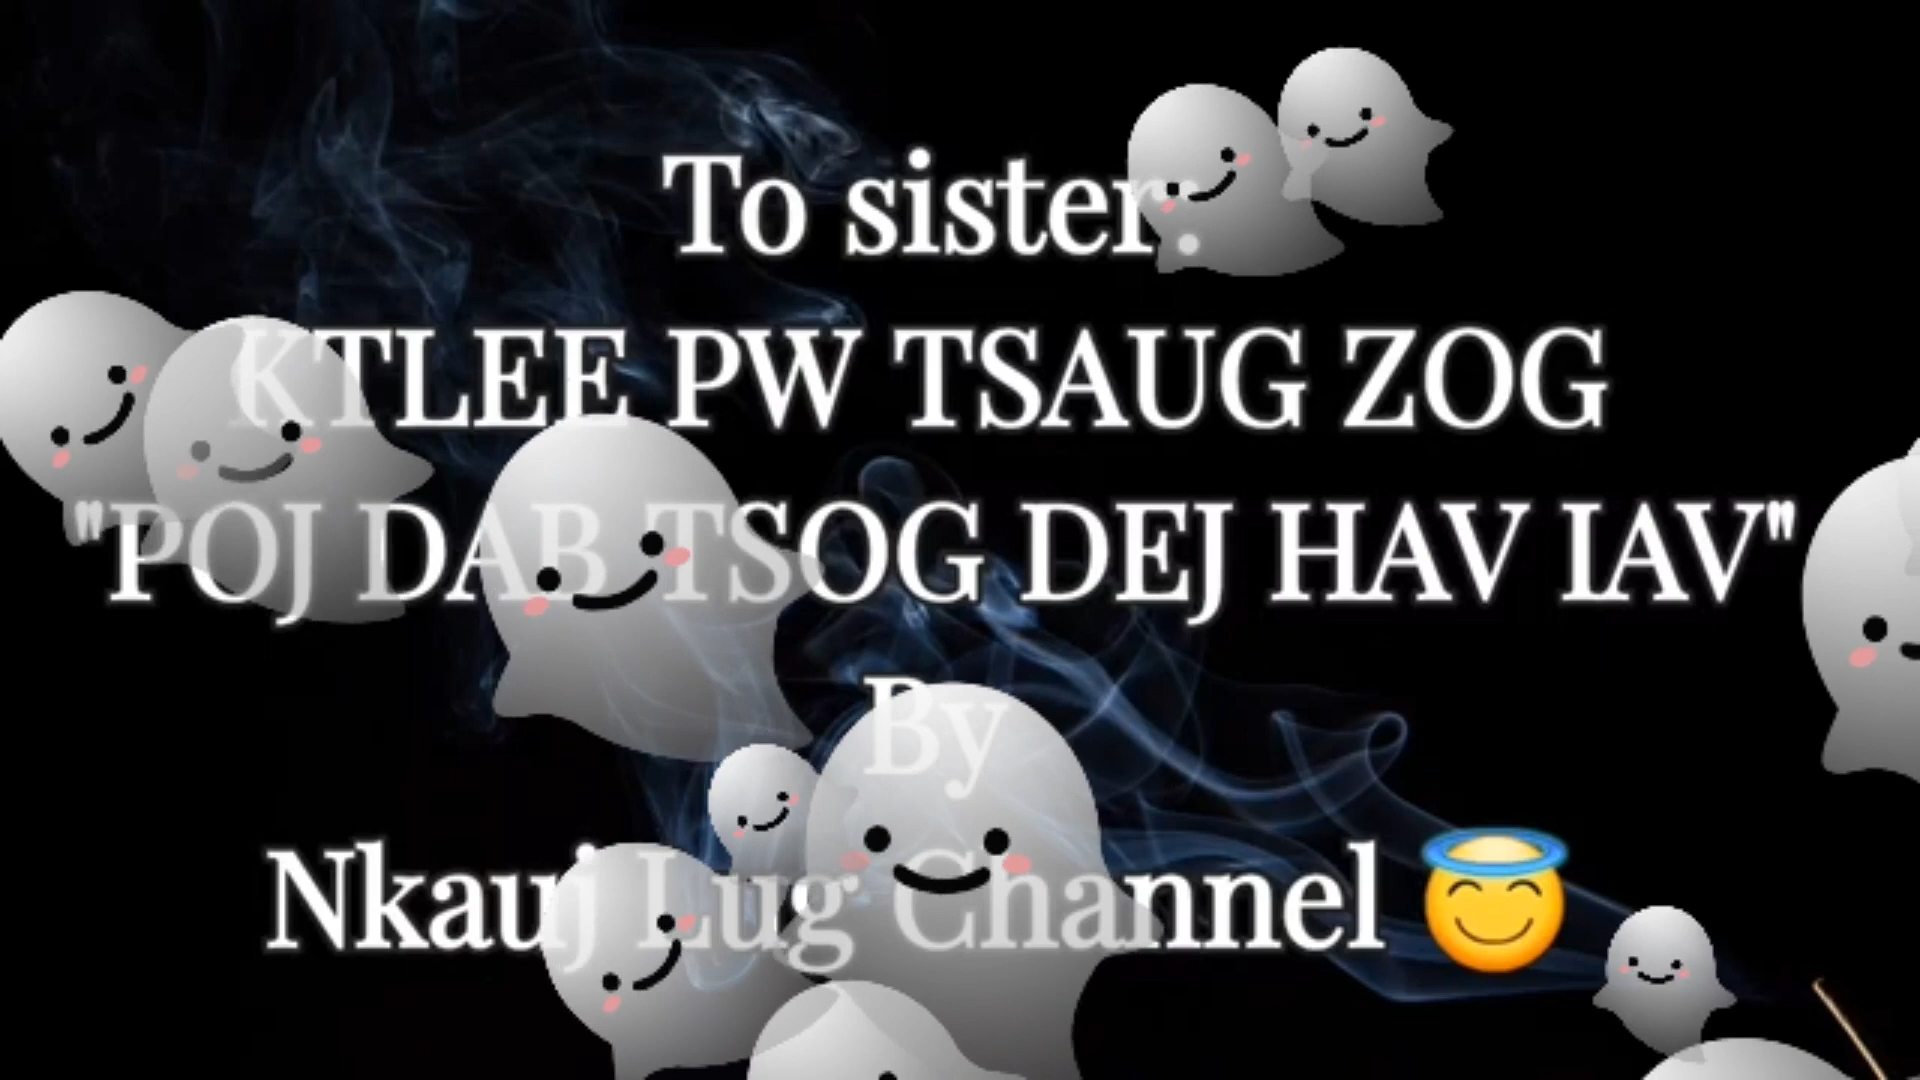 To sister:
KTLEE PW TSAUG ZOG
"POJ DAB TSOG DEJ HAV IAV"
By
Nkauj Lug Channel 😇